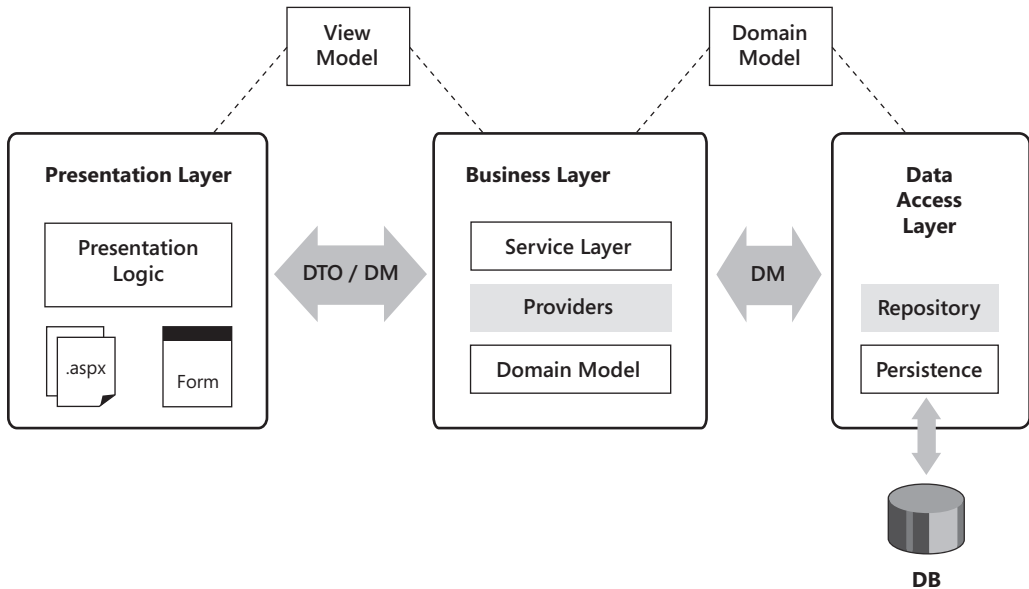 View
Model
Domain
Model
Presentation Layer
Presentation
Logic
.aspx
Form
DTO / DM
Business Layer
Service Layer
Providers
Domain Model
DM
Data
Access
Layer
Repository
Persistence
DB